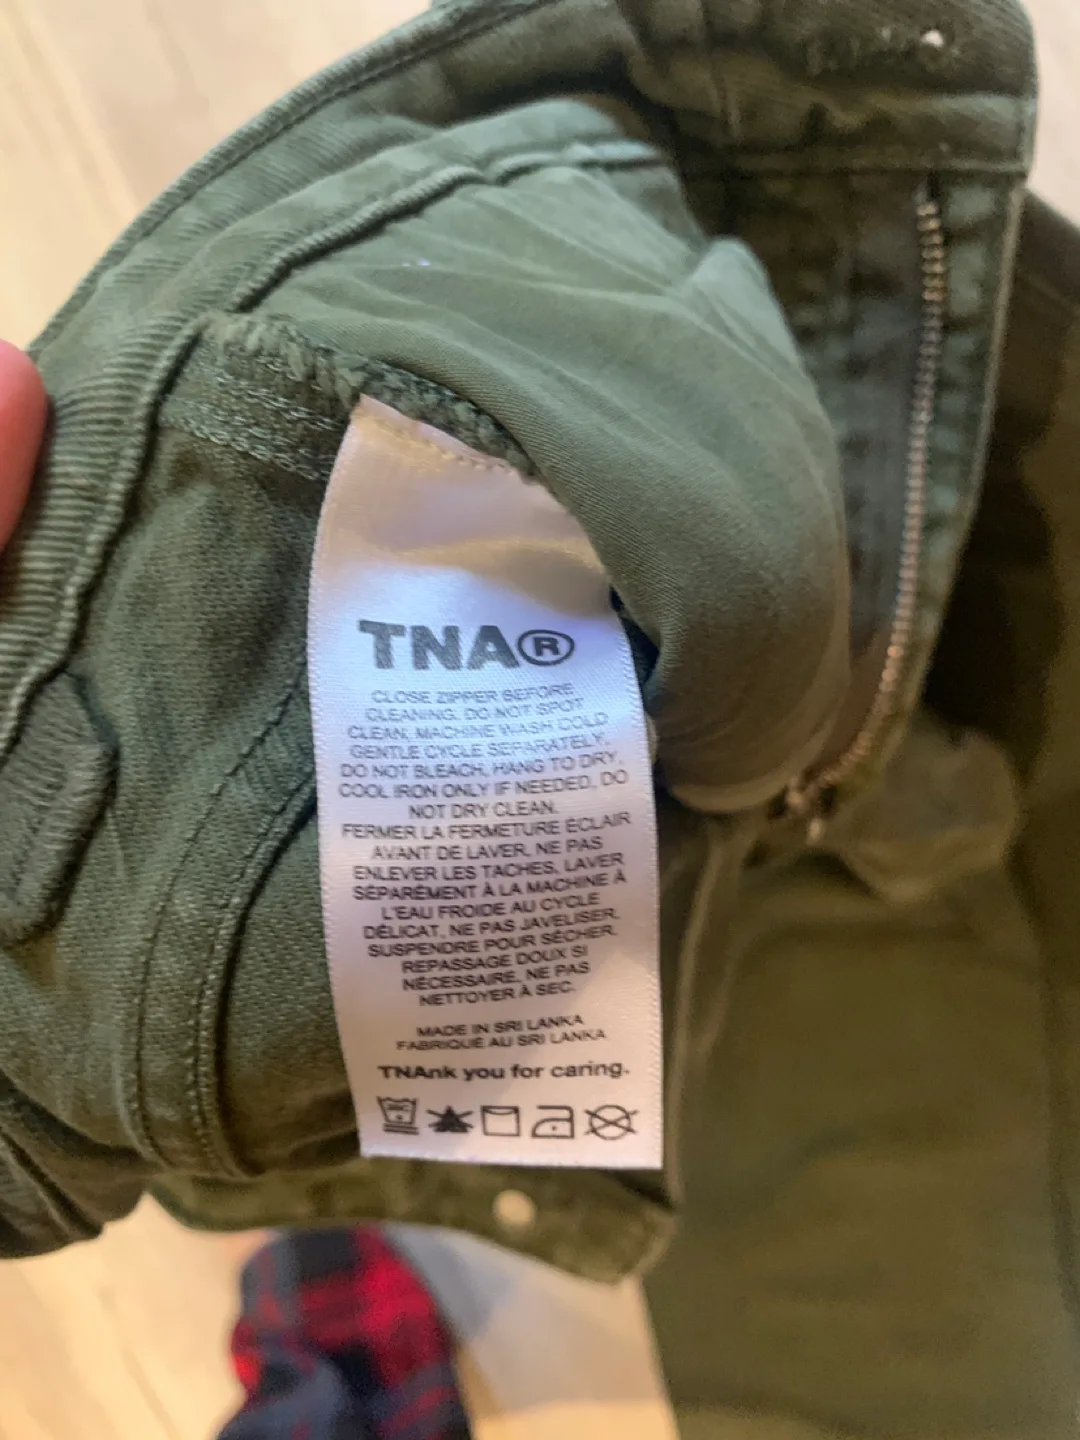 TNA®
CLOSE ZIPPER BEFORE
CLEANING. DO NOT SPOT
CLEAN, MACHINE WASH COLD
GENTLE CYCLE SEPARATELY,
DO NOT BLEACH, HANG TO DRY,
COOL IRON ONLY IF NEEDED, DO
NOT DRY CLEAN.
FERMER LA FERMETURE ÉCLAIR
AVANT DE LAVER, NE PAS
ENLEVER LES TACHES, LAVER
SÉPARÉMENT À LA MACHINE À
L'EAU FROIDE AU CYCLE
DÉLICAT, NE PAS JAVELISER,
SUSPENDRE POUR SÉCHER,
REPASSAGE DOUX SI
NÉCESSAIRE, NE PAS
NETTOYER À SEC.
MADE IN SRI LANKA
FABRIQUÉ AU SRI LANKA
TNAnk you for caring.